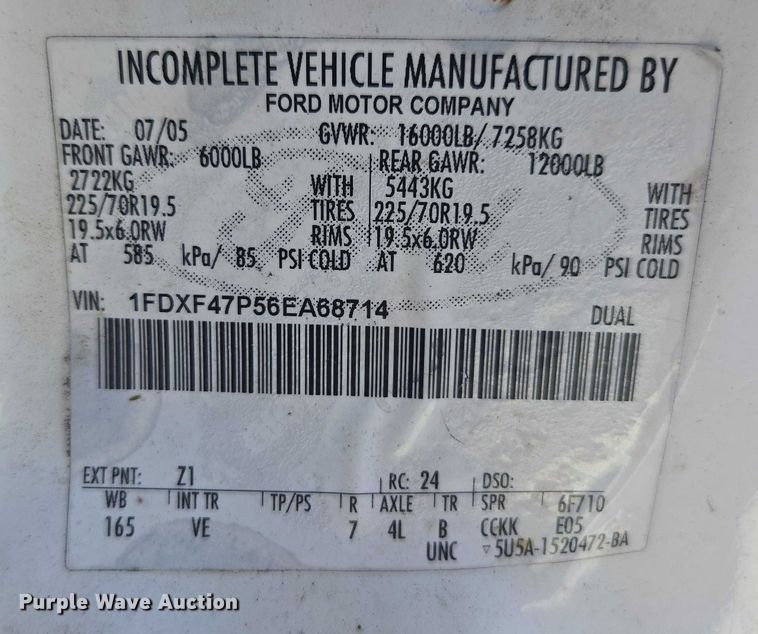 INCOMPLETE VEHICLE MANUFACTURED BY
FORD MOTOR COMPANY
DATE: 07/05 GVWR: 16000LB/ 7258KG
FRONT GAWR: 6000LB REAR GAWR: 12000LB
2722KG WITH 5443KG WITH
225/70R19.5 TIRES 225/70R19.5 TIRES
19.5x6.0RW RIMS 19.5x6.0RW RIMS
AT 585 kPa/ 85 PSI COLD AT 620 kPa/ 90 PSI COLD
VIN: 1FDXF47P56EA68714 DUAL
EXT PNT: Z1 RC: 24 DSO:
WB INT TR TP/PS R AXLE TR SPR 6F710
165 VE 7 4L B CCKK E05
UNC ▿5U5A-1520472-BA
Purple Wave Auction